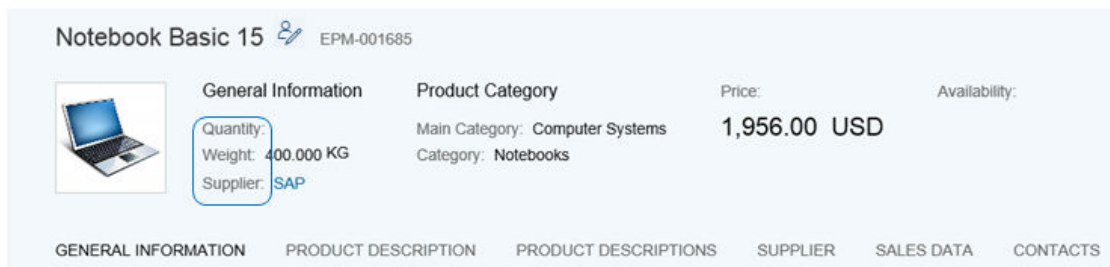 Notebook Basic 15 EPM-001685
General Information
Quantity:
Weight: 400.000 KG
Supplier: SAP
Product Category
Main Category: Computer Systems
Category: Notebooks
Price:
1,956.00 USD
Availability:
GENERAL INFORMATION PRODUCT DESCRIPTION PRODUCT DESCRIPTIONS SUPPLIER SALES DATA CONTACTS